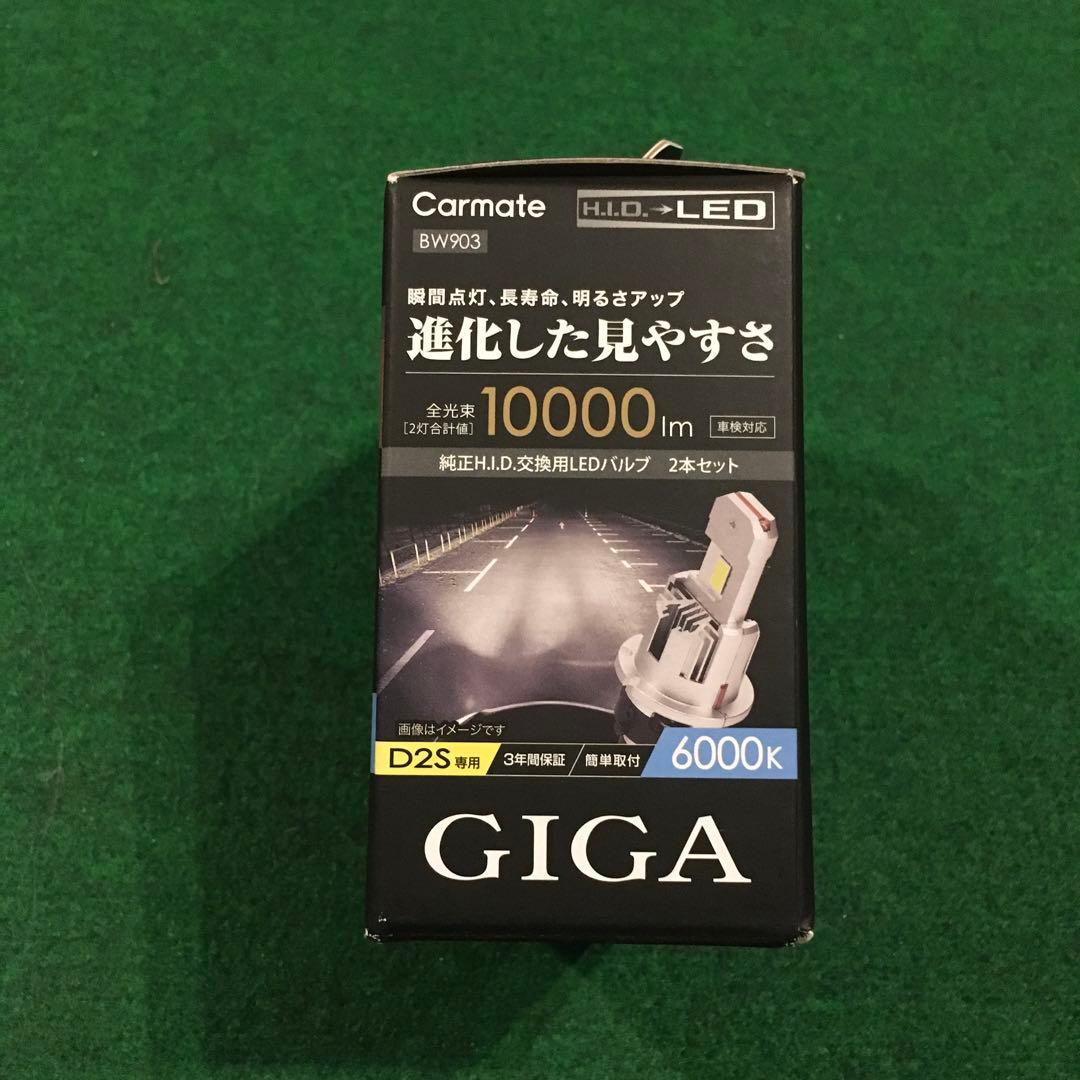 Carmate
H.I.D.→LED
BW903
瞬間点灯、長寿命、明るさアップ
進化した見やすさ
全光束
[2灯合計値]
10000lm
車検対応
純正H.I.D.交換用LEDバルブ 2本セット
画像はイメージです
D2S専用
3年間保証
簡単取付
6000K
GIGA